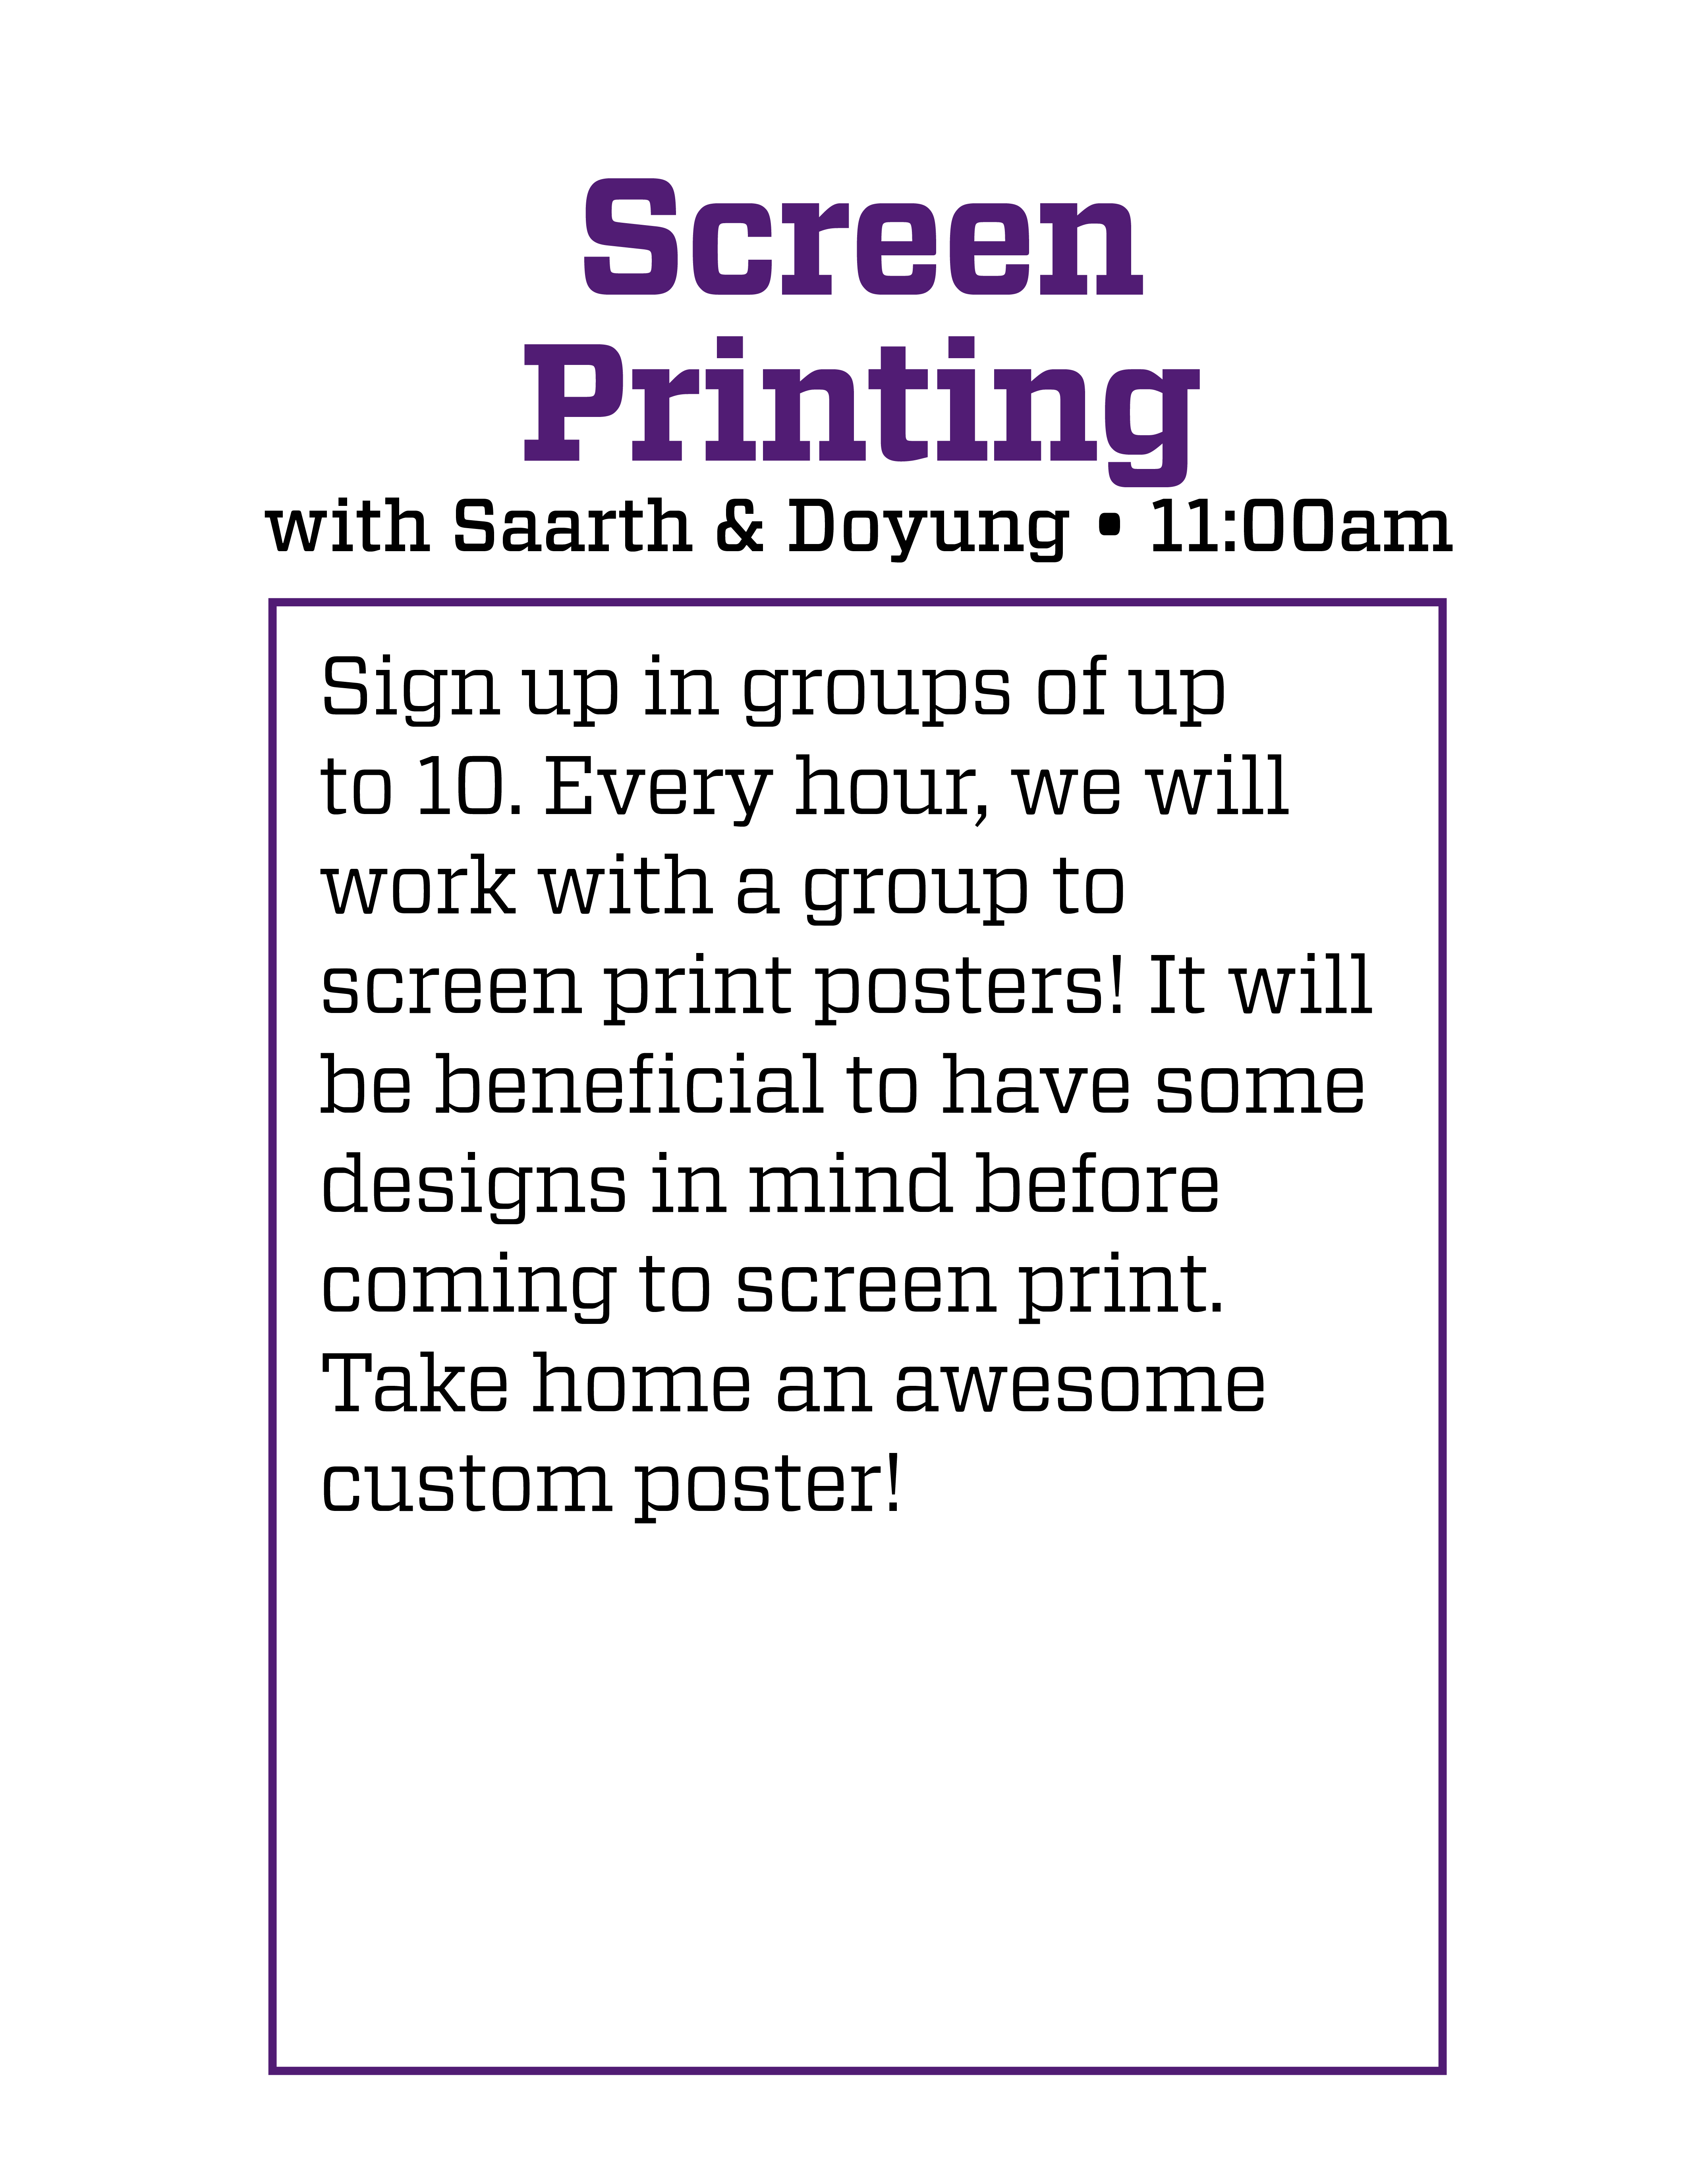 Screen
Printing
with Saarth & Doyung • 11:00am
Sign up in groups of up
to 10. Every hour, we will
work with a group to
screen print posters! It will
be beneficial to have some
designs in mind before
coming to screen print.
Take home an awesome
custom poster!